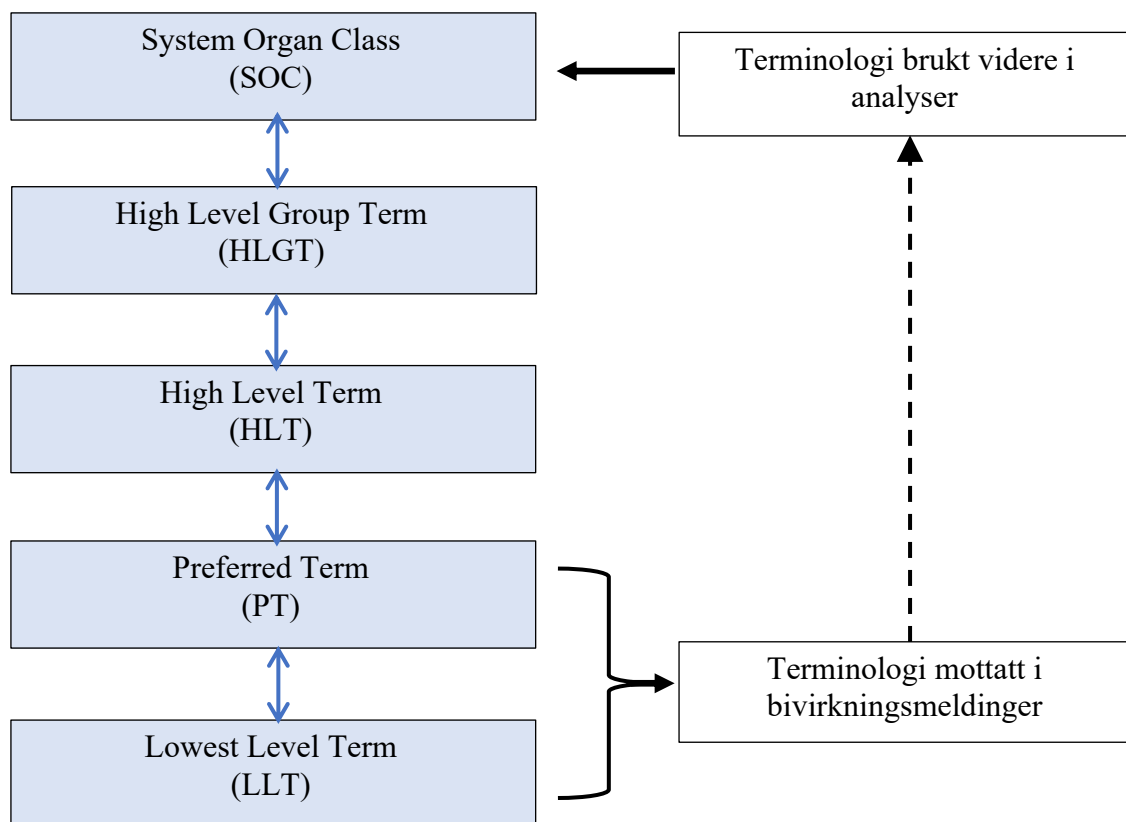 System Organ Class
(SOC)
Terminologi brukt videre i
analyser
High Level Group Term
(HLGT)
High Level Term
(HLT)
Preferred Term
(PT)
Terminologi mottatt i
bivirkningsmeldinger
Lowest Level Term
(LLT)